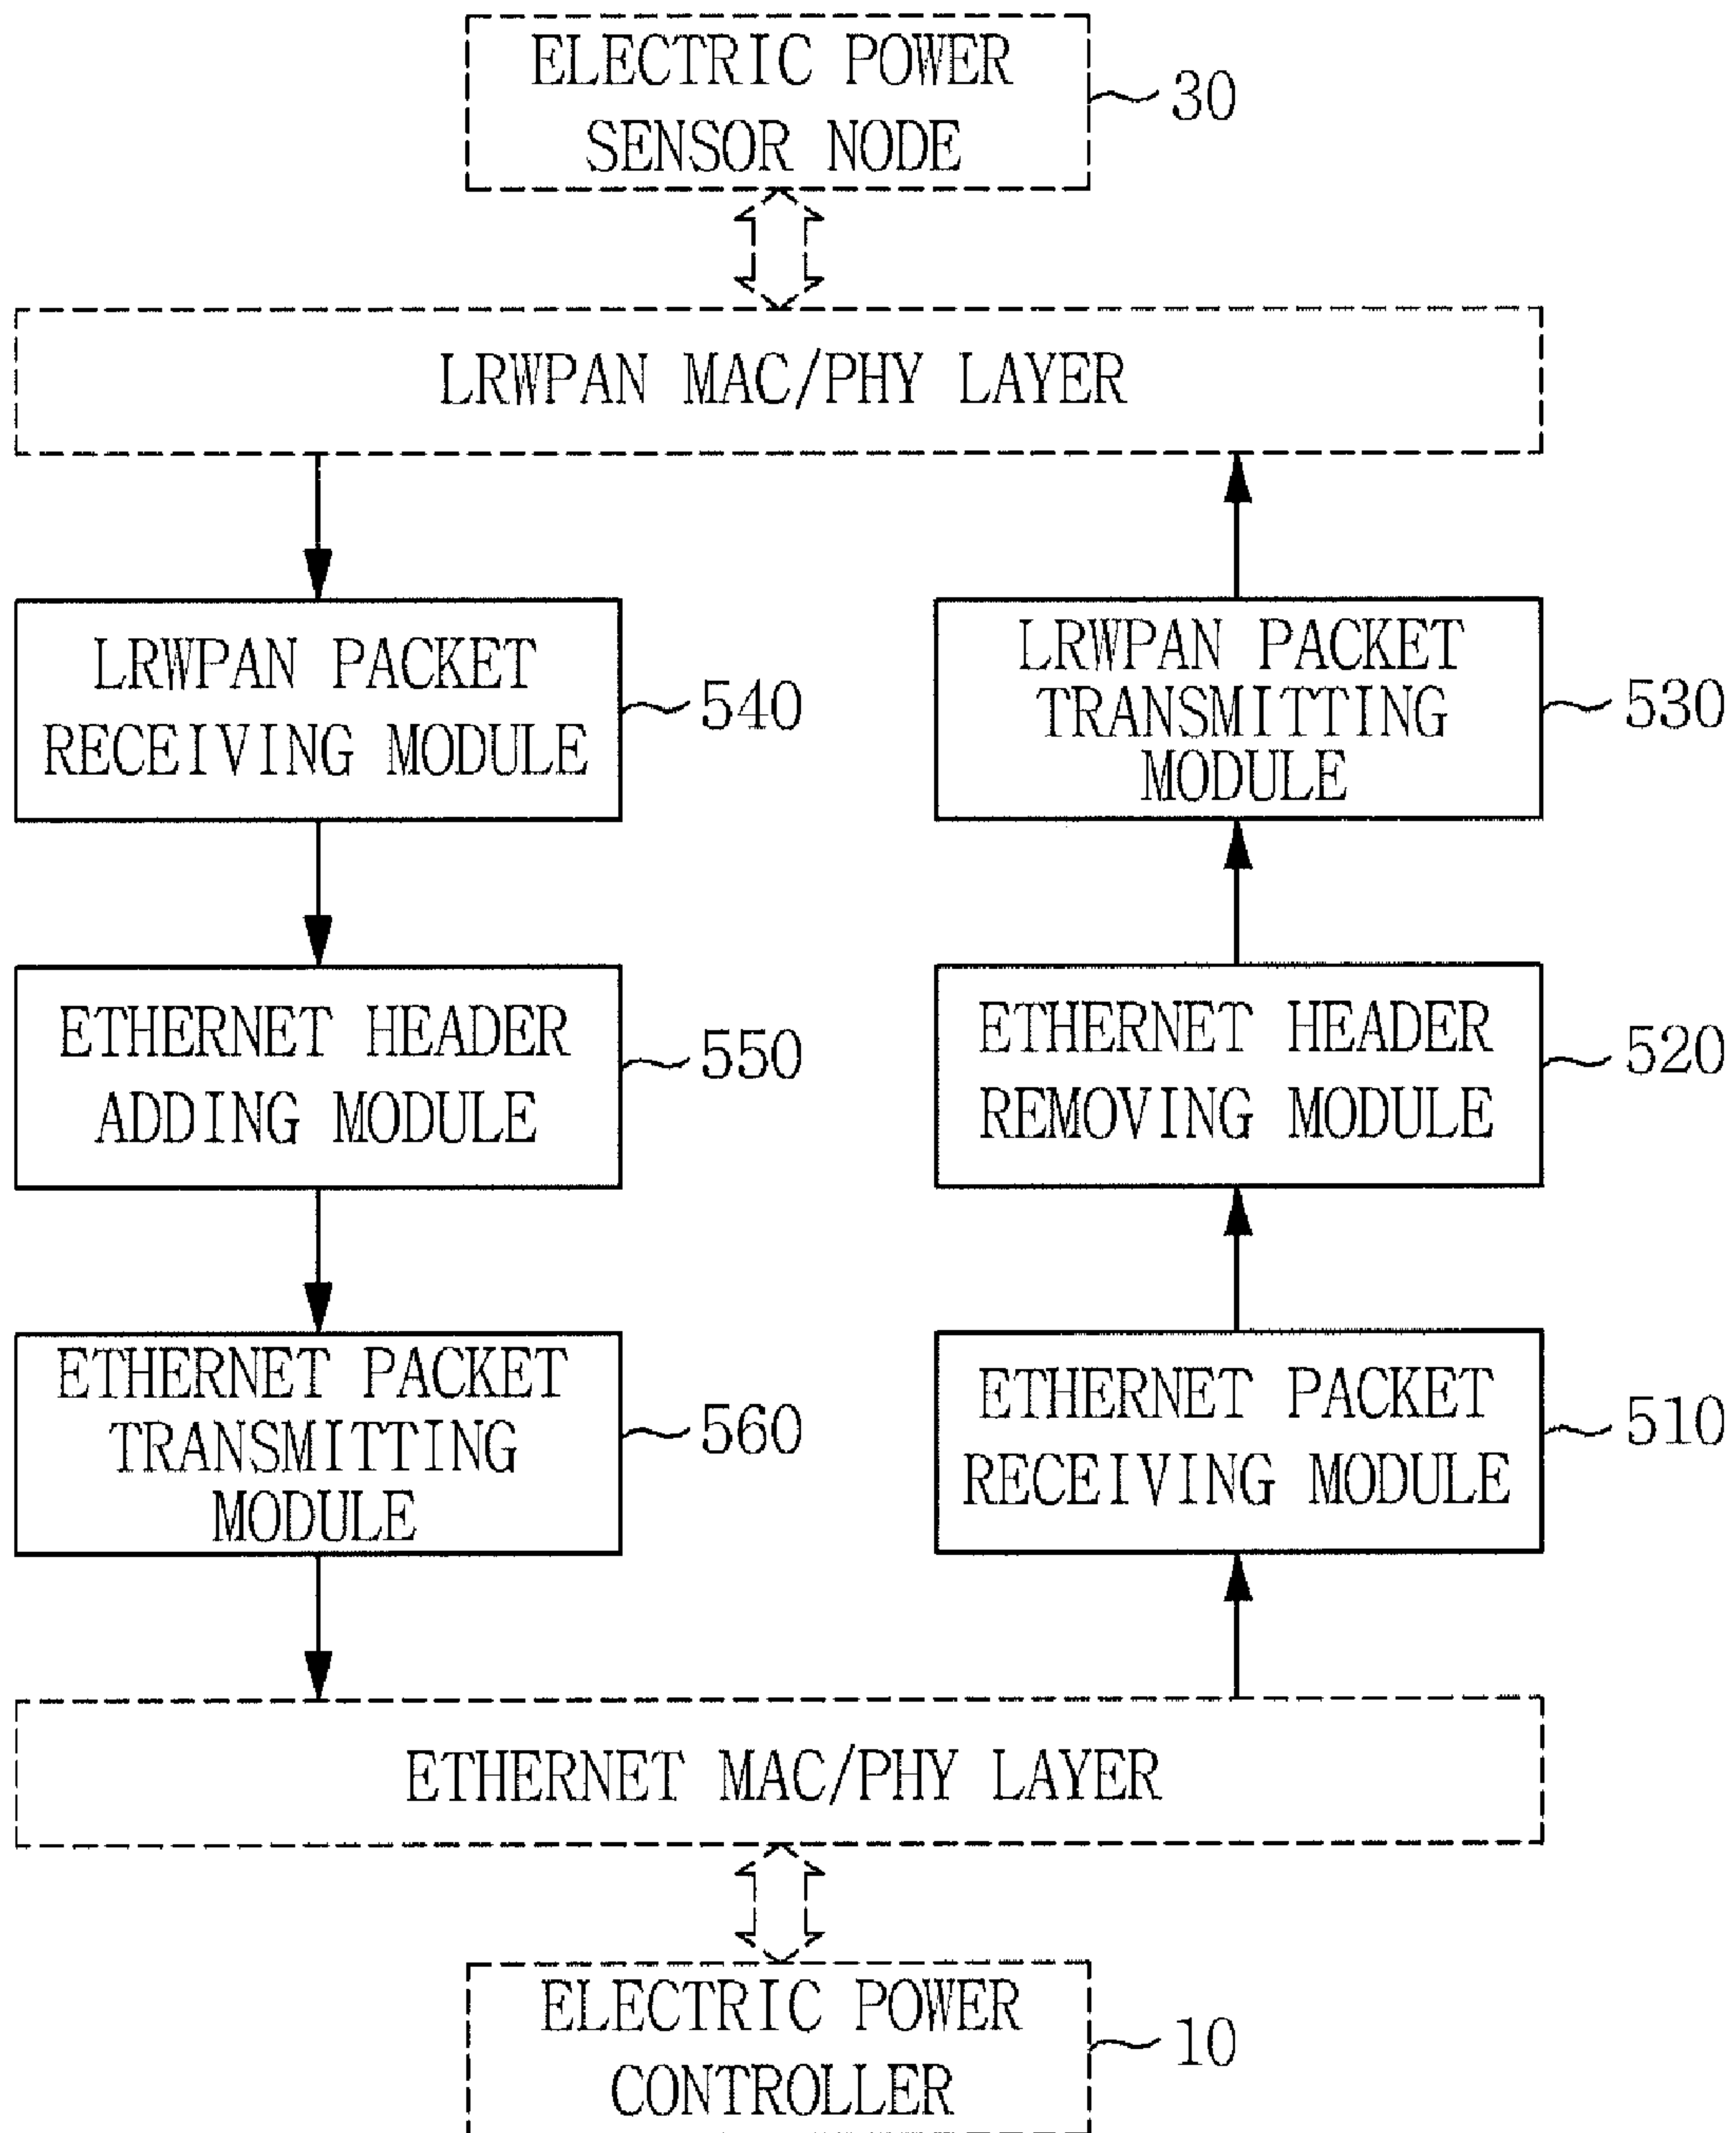 ELECTRIC POWER
SENSOR NODE
30
LRWPAN MAC/PHY LAYER
LRWPAN PACKET
RECEIVING MODULE
540
LRWPAN PACKET
TRANSMITTING
MODULE
530
ETHERNET HEADER
ADDING MODULE
550
ETHERNET HEADER
REMOVING MODULE
520
ETHERNET PACKET
TRANSMITTING
MODULE
560
ETHERNET PACKET
RECEIVING MODULE
510
ETHERNET MAC/PHY LAYER
ELECTRIC POWER
CONTROLLER
10